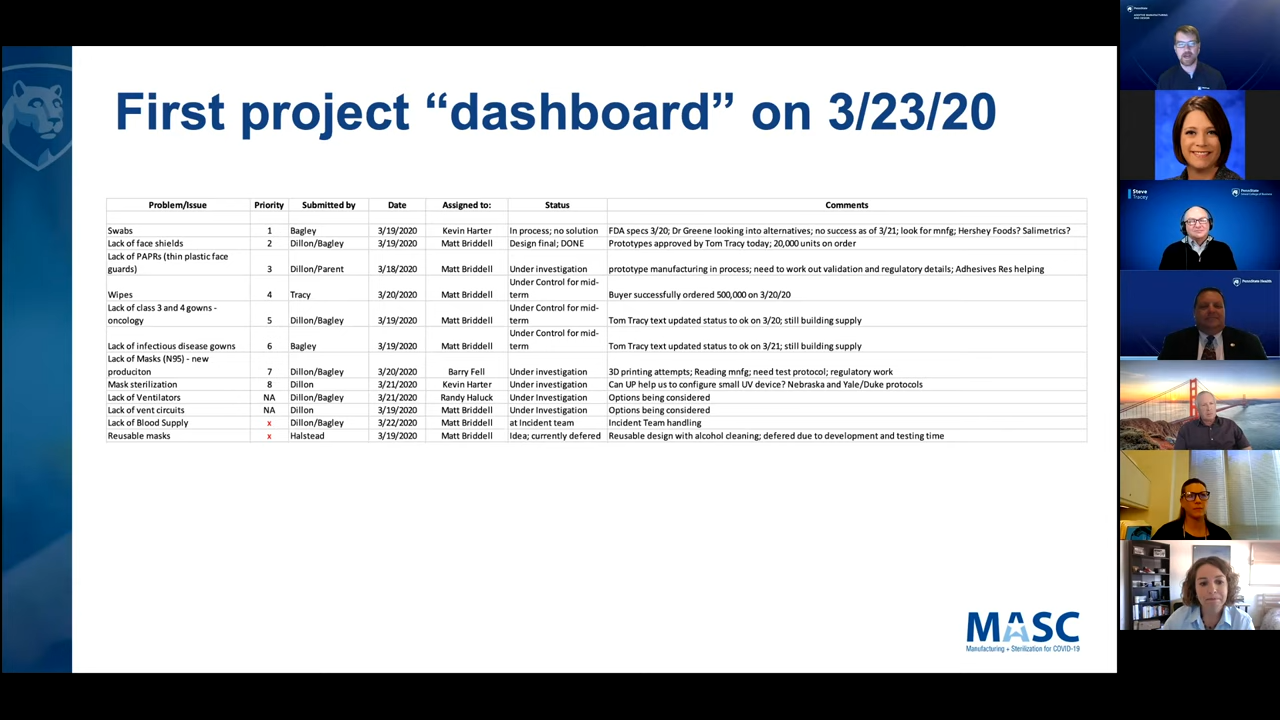 First project “dashboard” on 3/23/20
Problem/Issue Priority Submitted by Date Assigned to: Status Comments
Swabs 1 Bagley 3/19/2020 Kevin Harter In process; no solution FDA specs 3/20; Dr Greene looking into alternatives; no success as of 3/21; look for mnfg; Hershey Foods? Salimetrics?
Lack of face shields 2 Dillon/Bagley 3/19/2020 Matt Briddell Design final; DONE Prototypes approved by Tom Tracy today; 20,000 units on order
Lack of PAPRs (thin plastic face
guards) 3 Dillon/Parent 3/18/2020 Matt Briddell Under investigation prototype manufacturing in process; need to work out validation and regulatory details; Adhesives Res helping
Under Control for mid-
Wipes 4 Tracy 3/20/2020 Matt Briddell term Buyer successfully ordered 500,000 on 3/20/20
Lack of class 3 and 4 gowns - Under Control for mid-
oncology 5 Dillon/Bagley 3/19/2020 Matt Briddell term Tom Tracy text updated status to ok on 3/20; still building supply
Under Control for mid-
Lack of infectious disease gowns 6 Bagley 3/19/2020 Matt Briddell term Tom Tracy text updated status to ok on 3/21; still building supply
Lack of Masks (N95) - new
produciton 7 Dillon/Bagley 3/20/2020 Barry Fell Under investigation 3D printing attempts; Reading mnfg; need test protocol; regulatory work
Mask sterilization 8 Dillon 3/21/2020 Kevin Harter Under investigation Can UP help us to configure small UV device? Nebraska and Yale/Duke protocols
Lack of Ventilators NA Dillon/Bagley 3/21/2020 Randy Haluck Under Investigation Options being considered
Lack of vent circuits NA Dillon 3/19/2020 Matt Briddell Under Investigation Options being considered
Lack of Blood Supply x Dillon/Bagley 3/22/2020 Matt Briddell at Incident team Incident Team handling
Reusable masks x Halstead 3/19/2020 Matt Briddell Idea; currently defered Reusable design with alcohol cleaning; defered due to development and testing time
MASC
Manufacturing + Sterilization for COVID-19
PennState
ADDITIVE MANUFACTURING
AND DESIGN
Steve
Tracey
PennState
PennState Health